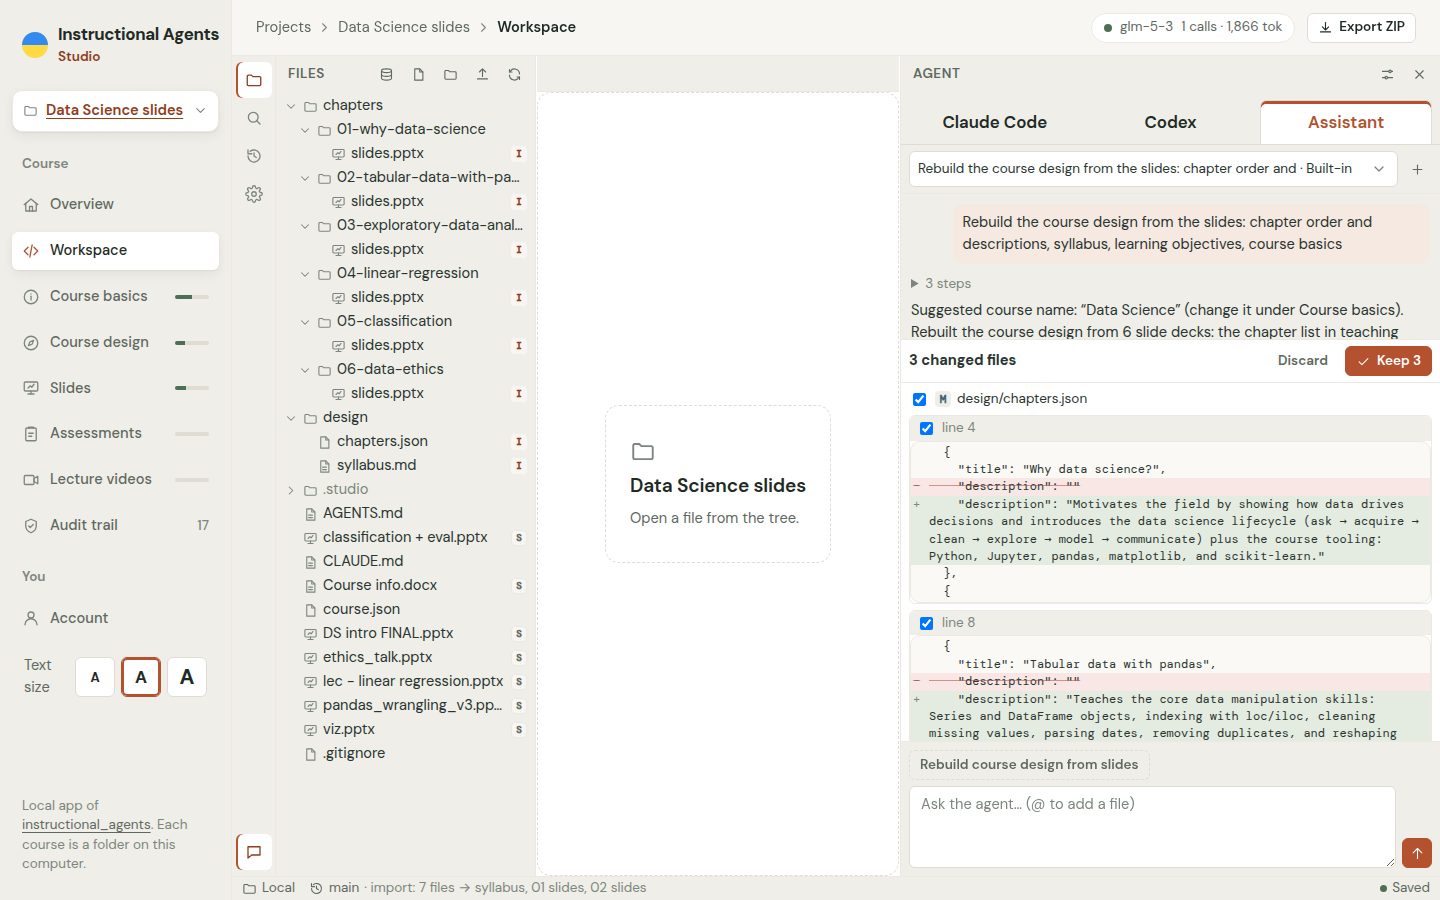 Instructional Agents
Studio
Data Science slides
Course
Overview
Workspace
Course basics
Course design
Slides
Assessments
Lecture videos
Audit trail 17
You
Account
Text size A A A
Local app of
instructional_agents. Each
course is a folder on this
computer.
Projects > Data Science slides > Workspace
glm-5-3 1 calls · 1,866 tok
Export ZIP
FILES
chapters
01-why-data-science
slides.pptx I
02-tabular-data-with-pa...
slides.pptx I
03-exploratory-data-anal...
slides.pptx I
04-linear-regression
slides.pptx I
05-classification
slides.pptx I
06-data-ethics
slides.pptx I
design
chapters.json I
syllabus.md I
.studio
AGENTS.md
classification + eval.pptx S
CLAUDE.md
Course info.docx S
course.json
DS intro FINAL.pptx S
ethics_talk.pptx S
lec - linear regression.pptx S
pandas_wrangling_v3.pp... S
viz.pptx S
.gitignore
Data Science slides
Open a file from the tree.
AGENT
Claude Code Codex Assistant
Rebuild the course design from the slides: chapter order and · Built-in
Rebuild the course design from the slides: chapter order and
descriptions, syllabus, learning objectives, course basics
3 steps
Suggested course name: “Data Science” (change it under Course basics).
Rebuilt the course design from 6 slide decks: the chapter list in teaching
3 changed files Discard Keep 3
M design/chapters.json
line 4
{
"title": "Why data science?",
− "description": ""
+ "description": "Motivates the field by showing how data drives
decisions and introduces the data science lifecycle (ask → acquire →
clean → explore → model → communicate) plus the course tooling:
Python, Jupyter, pandas, matplotlib, and scikit-learn."
},
{
line 8
{
"title": "Tabular data with pandas",
− "description": ""
+ "description": "Teaches the core data manipulation skills:
Series and DataFrame objects, indexing with loc/iloc, cleaning
missing values, parsing dates, removing duplicates, and reshaping
Rebuild course design from slides
Ask the agent... (@ to add a file)
Local main · import: 7 files → syllabus, 01 slides, 02 slides
Saved